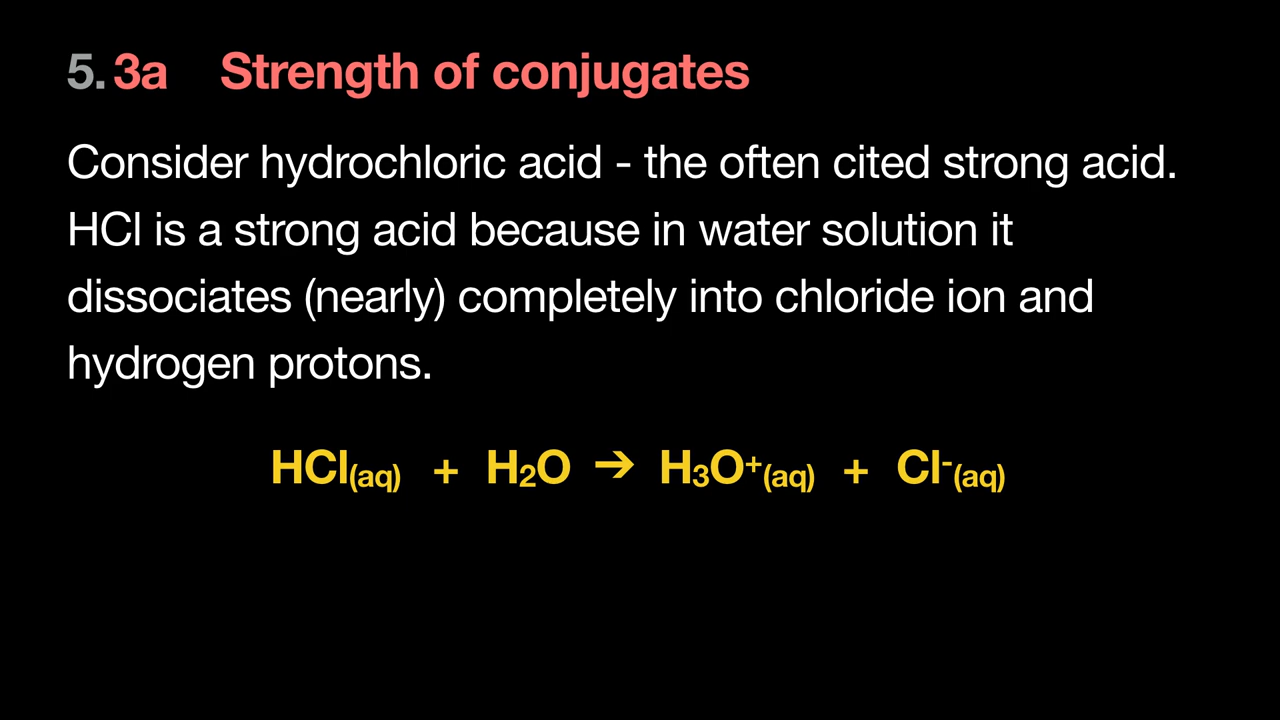 5.3a Strength of conjugates
Consider hydrochloric acid - the often cited strong acid.
HCl is a strong acid because in water solution it
dissociates (nearly) completely into chloride ion and
hydrogen protons.
HCl(aq) + H₂O ➔ H₃O⁺(aq) + Cl⁻(aq)